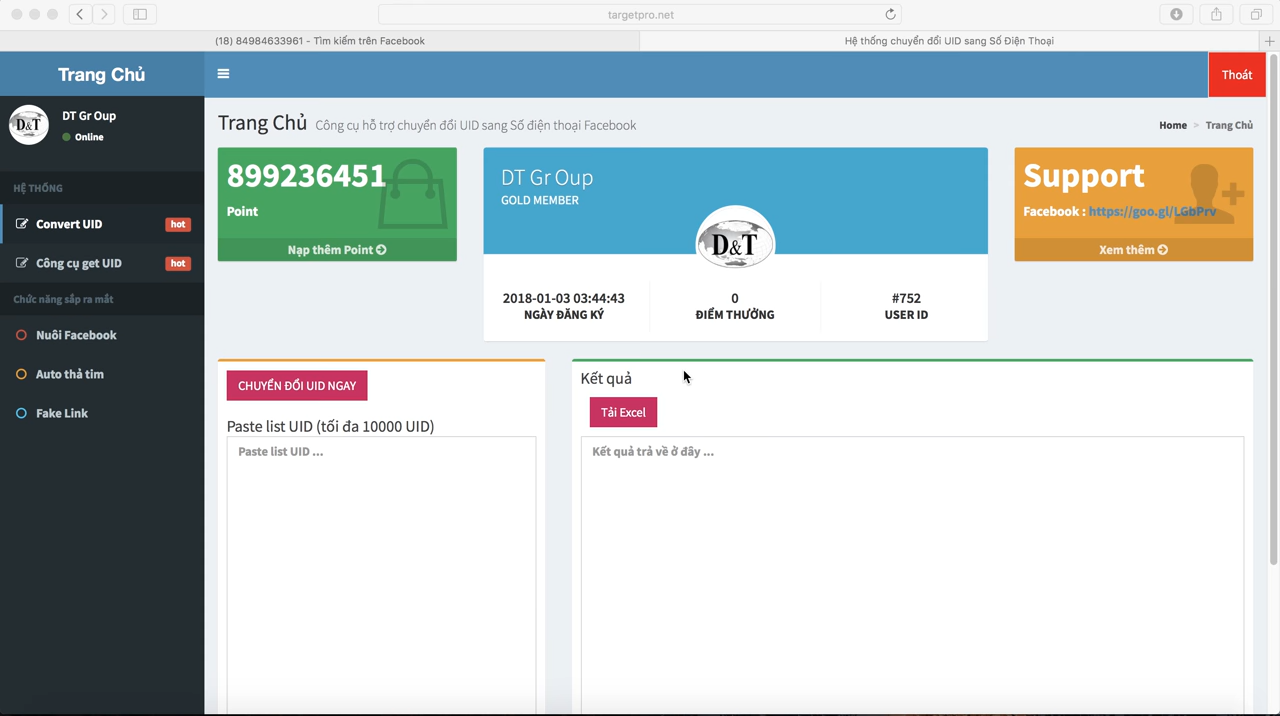 targetpro.net
(18) 84984633961 - Tìm kiếm trên Facebook
Hệ thống chuyển đổi UID sang Số Điện Thoại
Trang Chủ
Thoát
D&T
DT Gr Oup
Online
HỆ THỐNG
Convert UID
hot
Công cụ get UID
hot
Chức năng sắp ra mắt
Nuôi Facebook
Auto thả tim
Fake Link
Trang Chủ Công cụ hỗ trợ chuyển đổi UID sang Số điện thoại Facebook
Home > Trang Chủ
899236451
Point
Nạp thêm Point
DT Gr Oup
GOLD MEMBER
D&T
2018-01-03 03:44:43
NGÀY ĐĂNG KÝ
0
ĐIỂM THƯỞNG
#752
USER ID
Support
Facebook : https://goo.gl/LGbPrv
Xem thêm
CHUYỂN ĐỔI UID NGAY
Paste list UID (tối đa 10000 UID)
Paste list UID ...
Kết quả
Tải Excel
Kết quả trả về ở đây ...